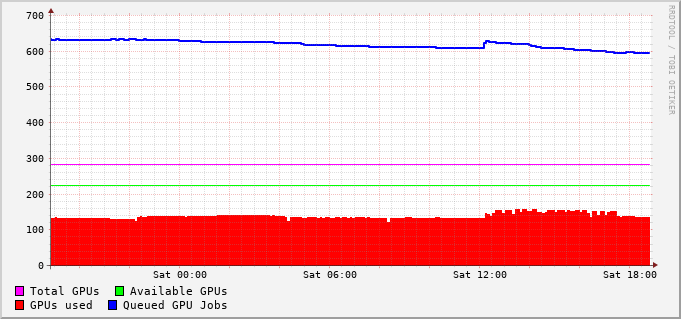 700
600
500
400
300
200
100
0
Sat 00:00 Sat 06:00 Sat 12:00 Sat 18:00
Total GPUs Available GPUs
GPUs used Queued GPU Jobs
RRDTOOL / TOBI OETIKER